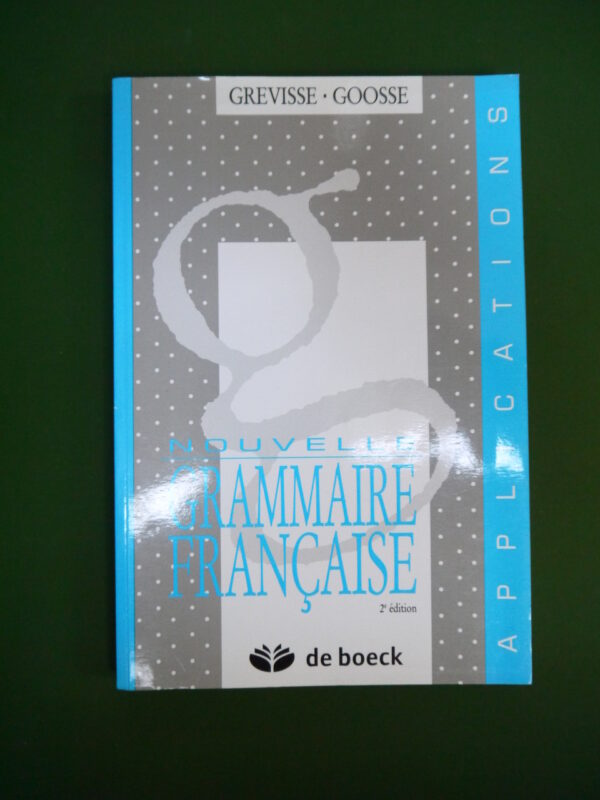 GREVISSE • GOOSSE
NOUVELLE
GRAMMAIRE
FRANÇAISE
2e édition
de boeck
APPLICATIONS